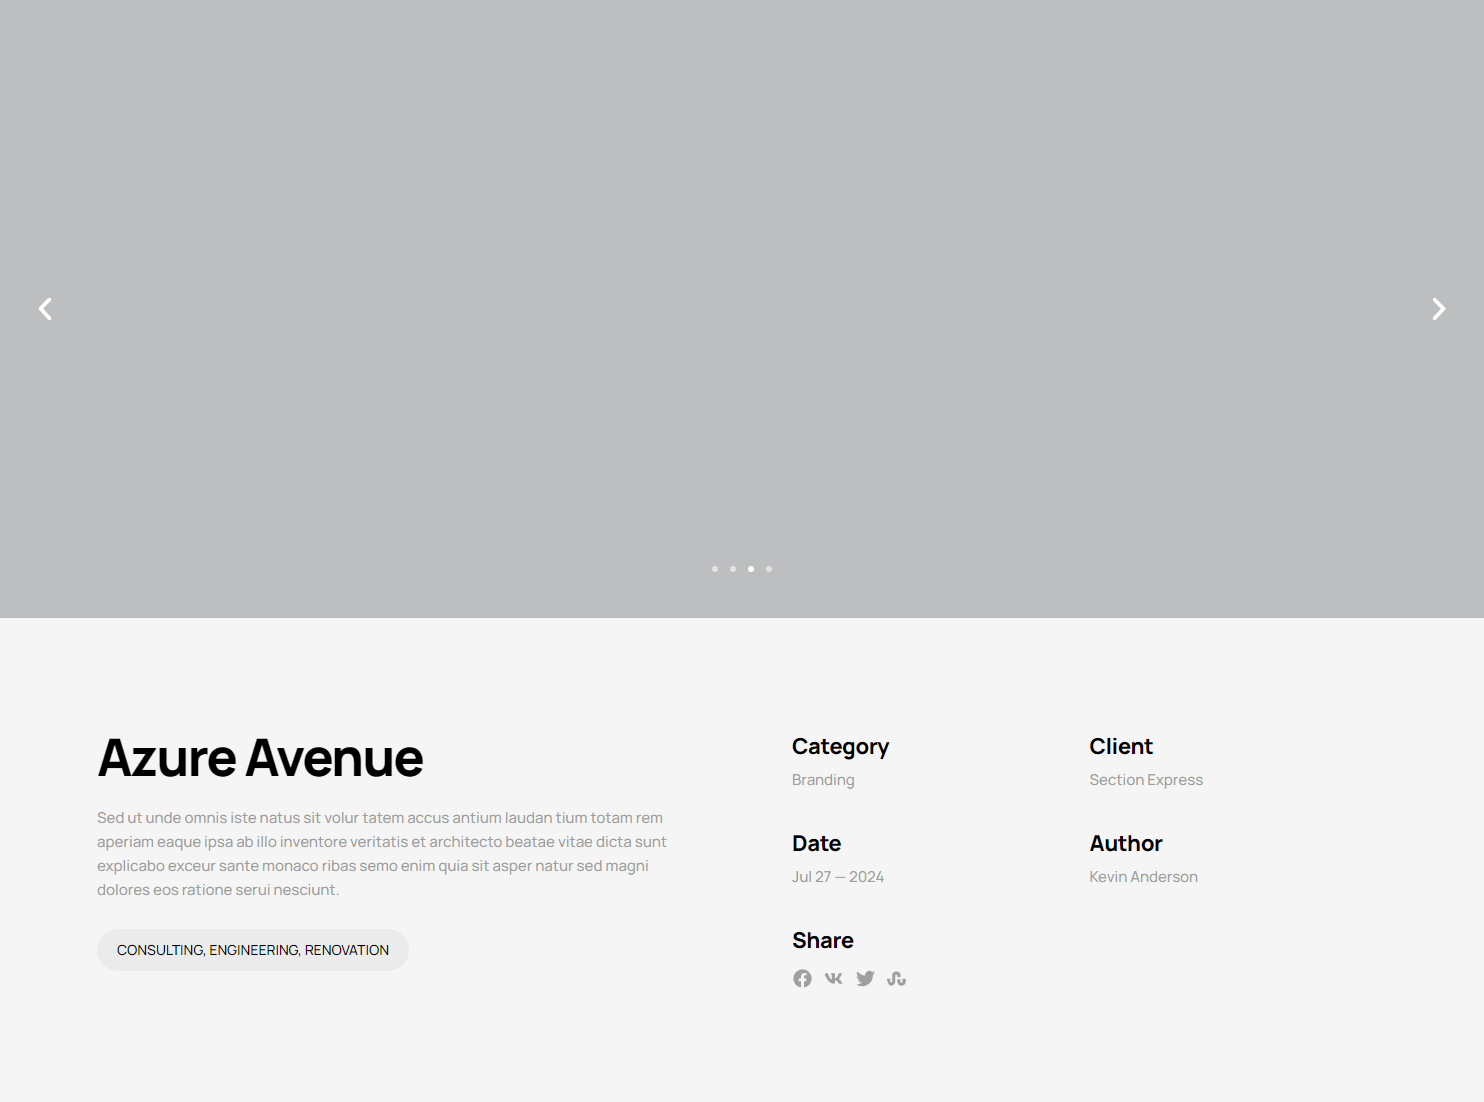 Azure Avenue
Sed ut unde omnis iste natus sit volur tatem accus antium laudan tium totam rem
aperiam eaque ipsa ab illo inventore veritatis et architecto beatae vitae dicta sunt
explicabo exceur sante monaco ribas semo enim quia sit asper natur sed magni
dolores eos ratione serui nesciunt.
CONSULTING, ENGINEERING, RENOVATION
Category
Branding
Client
Section Express
Date
Jul 27 — 2024
Author
Kevin Anderson
Share